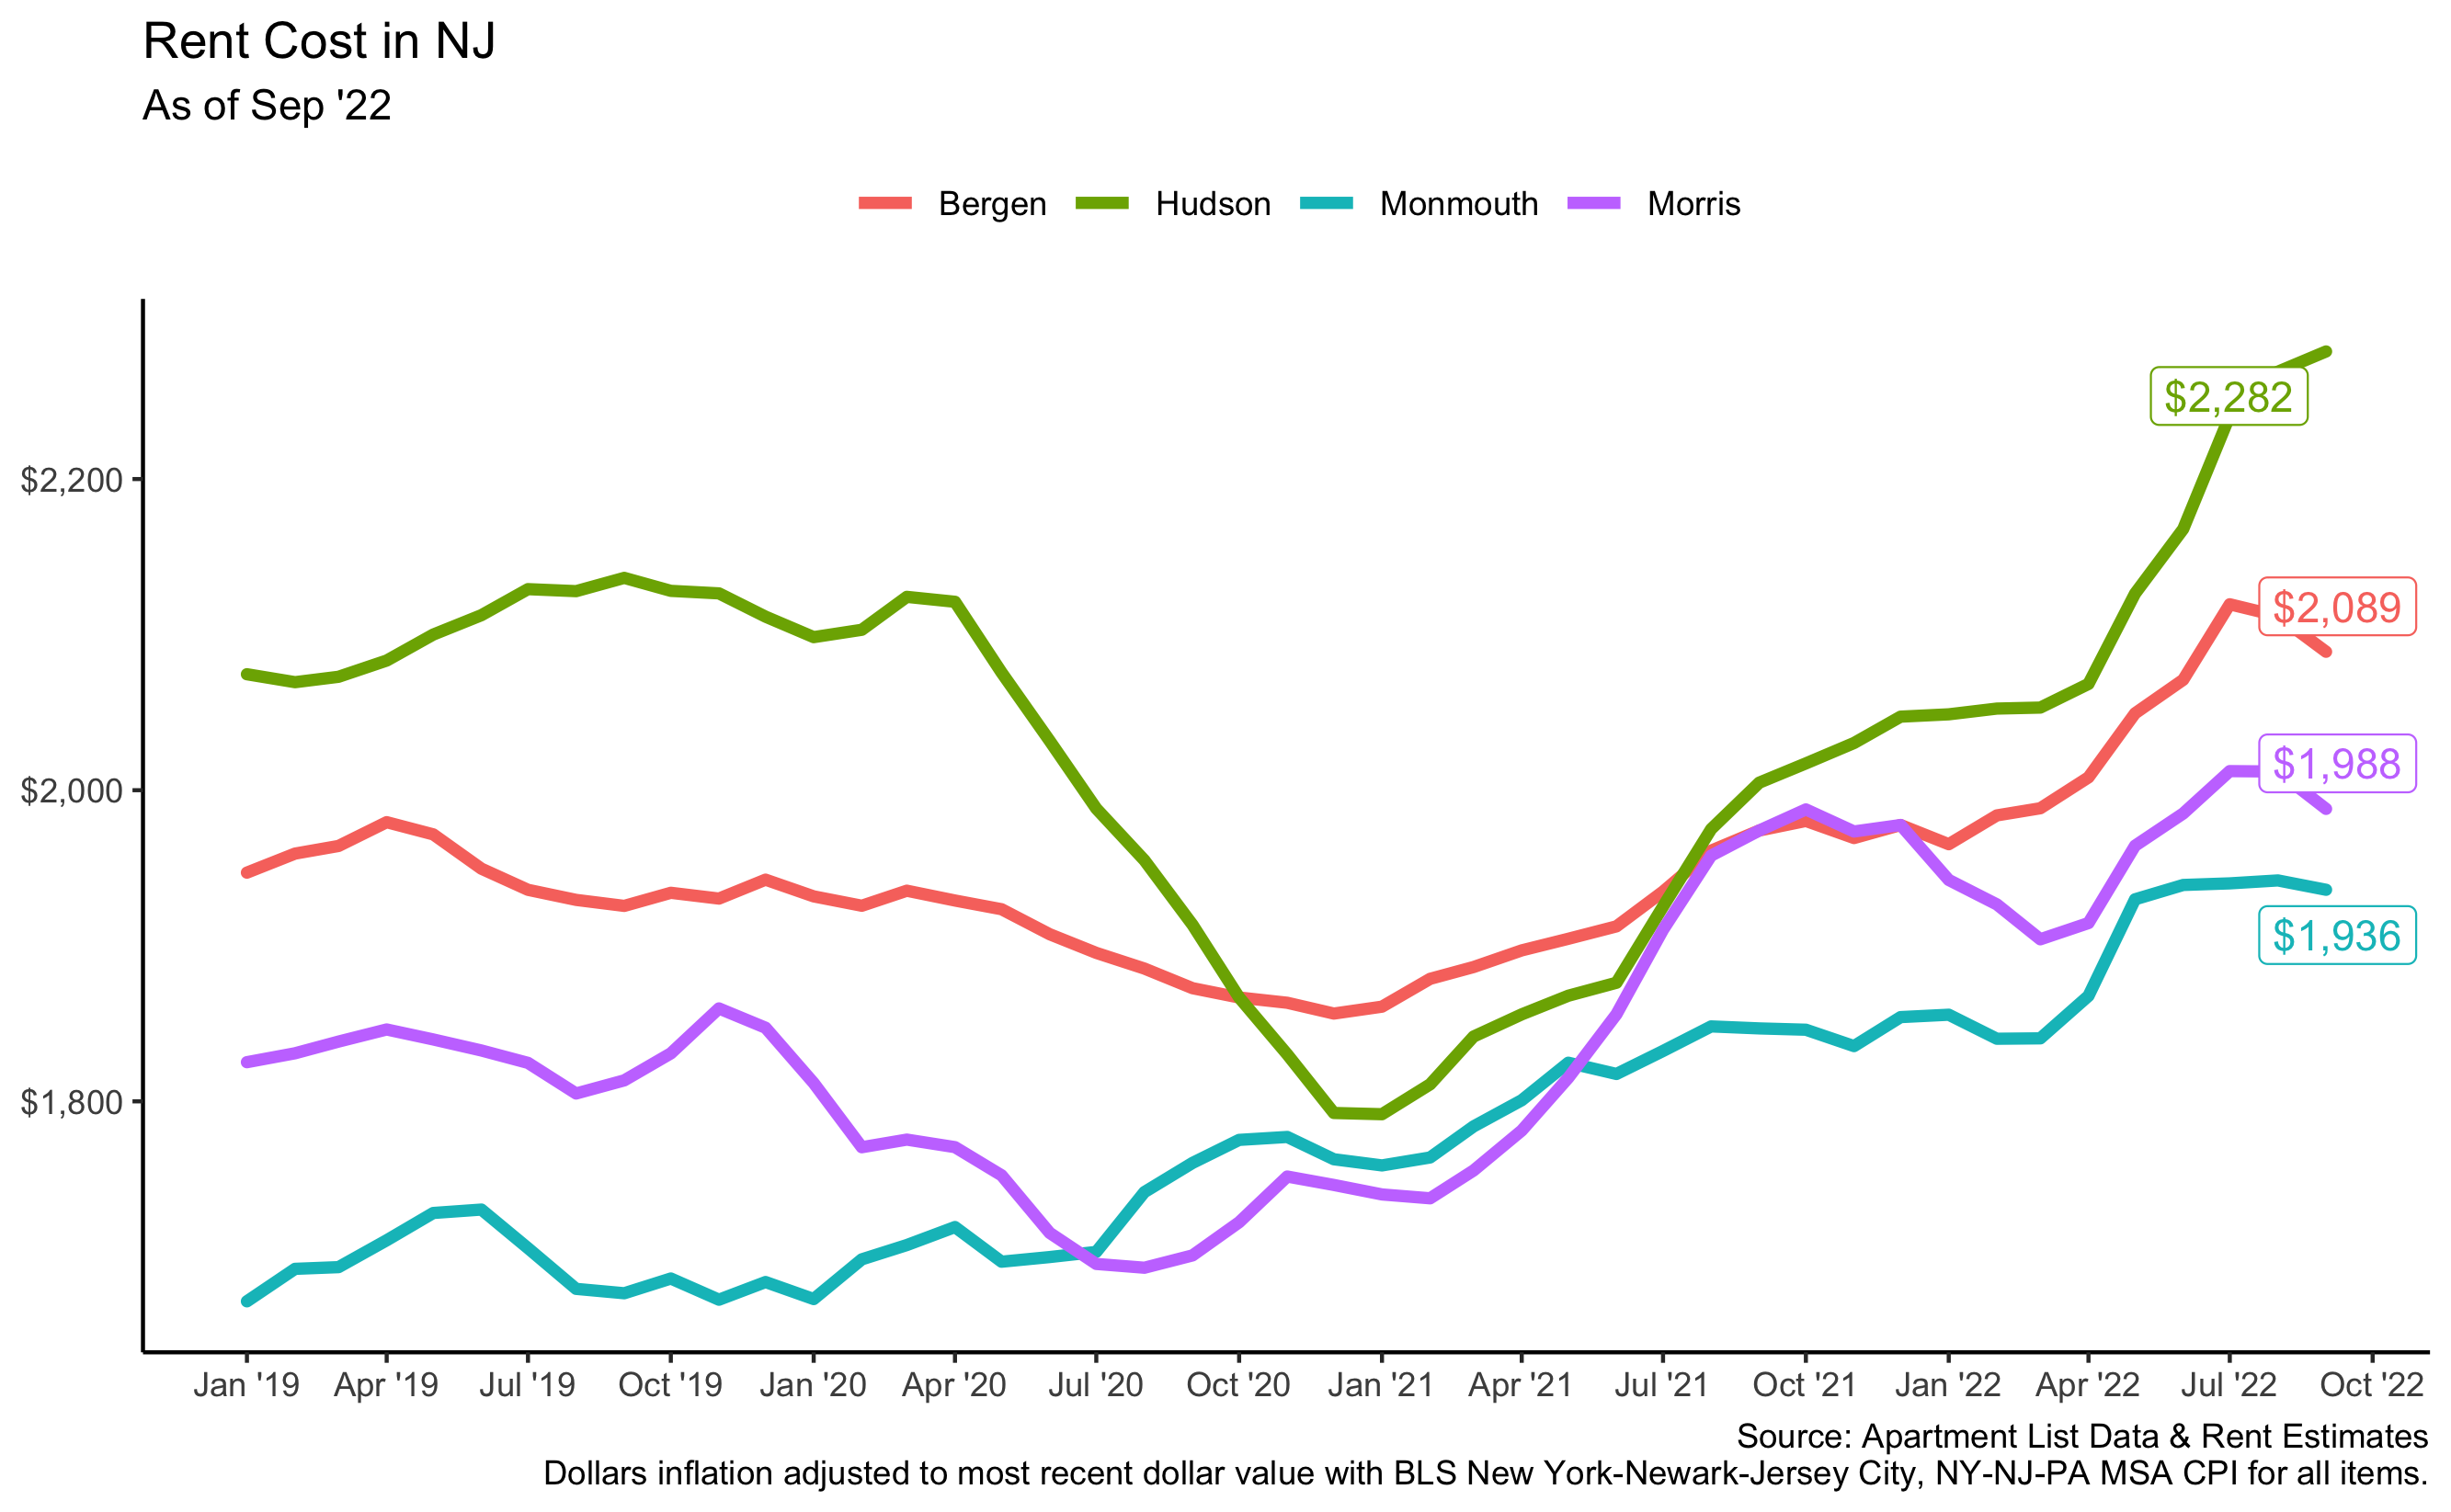 Rent Cost in NJ
As of Sep '22
Bergen Hudson Monmouth Morris
$2,282
$2,200
$2,089
$2,000
$1,988
$1,936
$1,800
Jan '19 Apr '19 Jul '19 Oct '19 Jan '20 Apr '20 Jul '20 Oct '20 Jan '21 Apr '21 Jul '21 Oct '21 Jan '22 Apr '22 Jul '22 Oct '22
Source: Apartment List Data & Rent Estimates
Dollars inflation adjusted to most recent dollar value with BLS New York-Newark-Jersey City, NY-NJ-PA MSA CPI for all items.